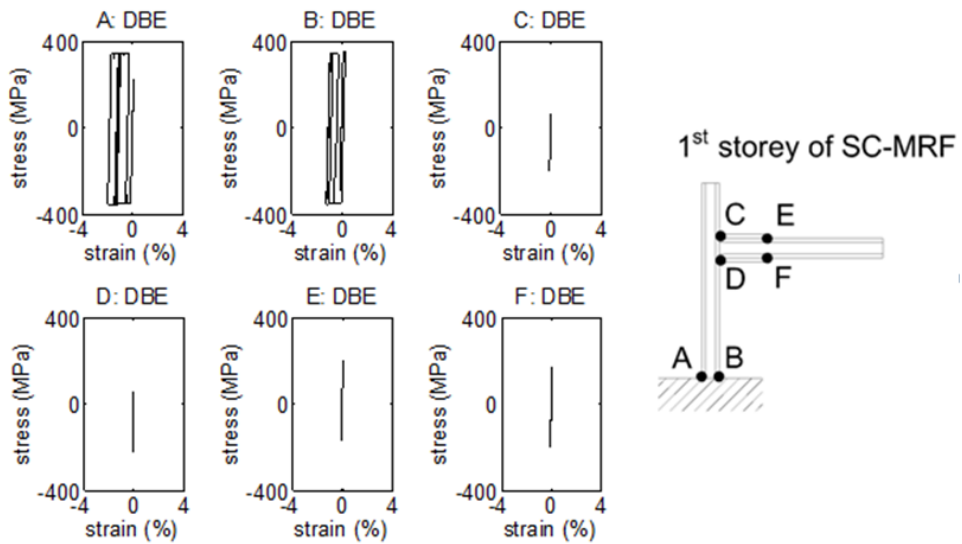 A: DBE
B: DBE
C: DBE
400
0
-400
stress (MPa)
-4 0 4
strain (%)
400
0
-400
stress (MPa)
-4 0 4
strain (%)
400
0
-400
stress (MPa)
-4 0 4
strain (%)
D: DBE
E: DBE
F: DBE
400
0
-400
stress (MPa)
-4 0 4
strain (%)
400
0
-400
stress (MPa)
-4 0 4
strain (%)
400
0
-400
stress (MPa)
-4 0 4
strain (%)
1st storey of SC-MRF
C E
D F
A B